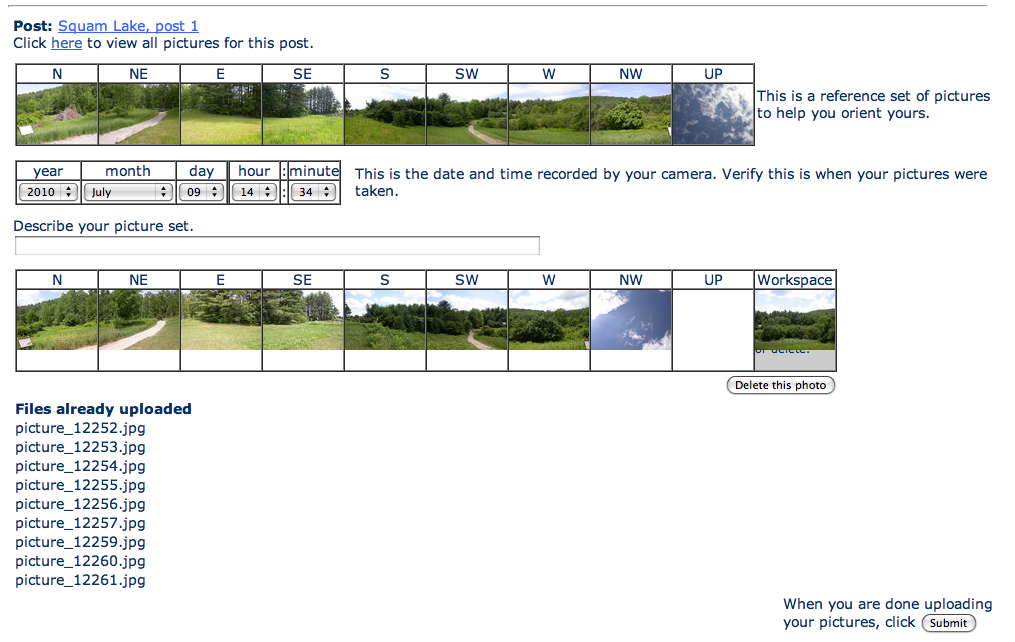 Post: Squam Lake, post 1
Click here to view all pictures for this post.
N NE E SE S SW W NW UP
This is a reference set of pictures
to help you orient yours.
year month day hour : minute
2010 July 09 14 : 34
This is the date and time recorded by your camera. Verify this is when your pictures were
taken.
Describe your picture set.
N NE E SE S SW W NW UP Workspace
or delete.
Delete this photo
Files already uploaded
picture_12252.jpg
picture_12253.jpg
picture_12254.jpg
picture_12255.jpg
picture_12256.jpg
picture_12257.jpg
picture_12259.jpg
picture_12260.jpg
picture_12261.jpg
When you are done uploading
your pictures, click Submit